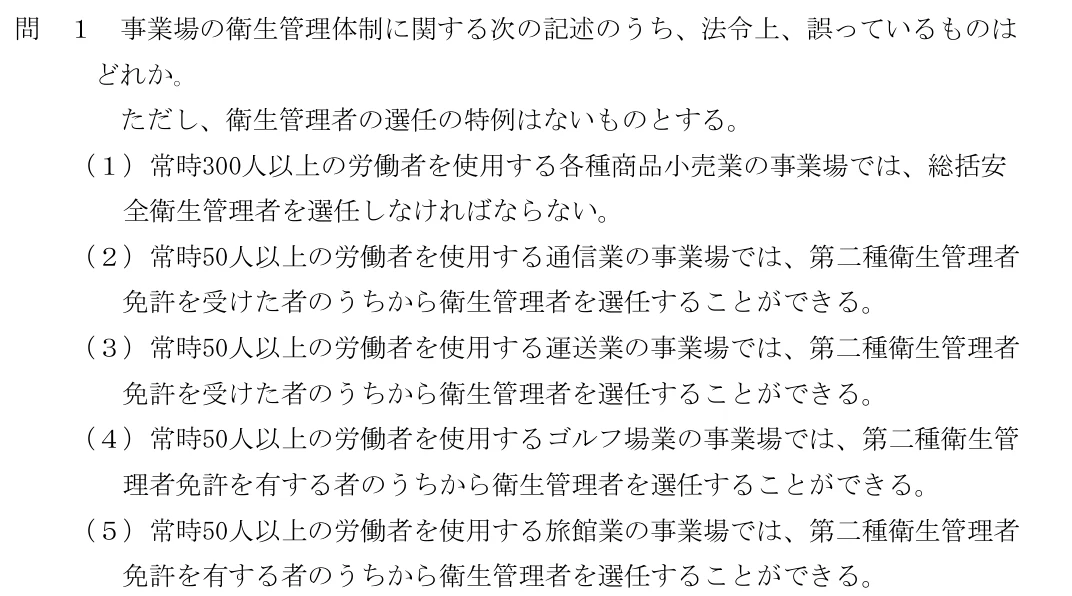 問　１　事業場の衛生管理体制に関する次の記述のうち、法令上、誤っているものは
どれか。
ただし、衛生管理者の選任の特例はないものとする。
（１）常時300人以上の労働者を使用する各種商品小売業の事業場では、総括安
全衛生管理者を選任しなければならない。
（２）常時50人以上の労働者を使用する通信業の事業場では、第二種衛生管理者
免許を受けた者のうちから衛生管理者を選任することができる。
（３）常時50人以上の労働者を使用する運送業の事業場では、第二種衛生管理者
免許を受けた者のうちから衛生管理者を選任することができる。
（４）常時50人以上の労働者を使用するゴルフ場業の事業場では、第二種衛生管
理者免許を有する者のうちから衛生管理者を選任することができる。
（５）常時50人以上の労働者を使用する旅館業の事業場では、第二種衛生管理者
免許を有する者のうちから衛生管理者を選任することができる。